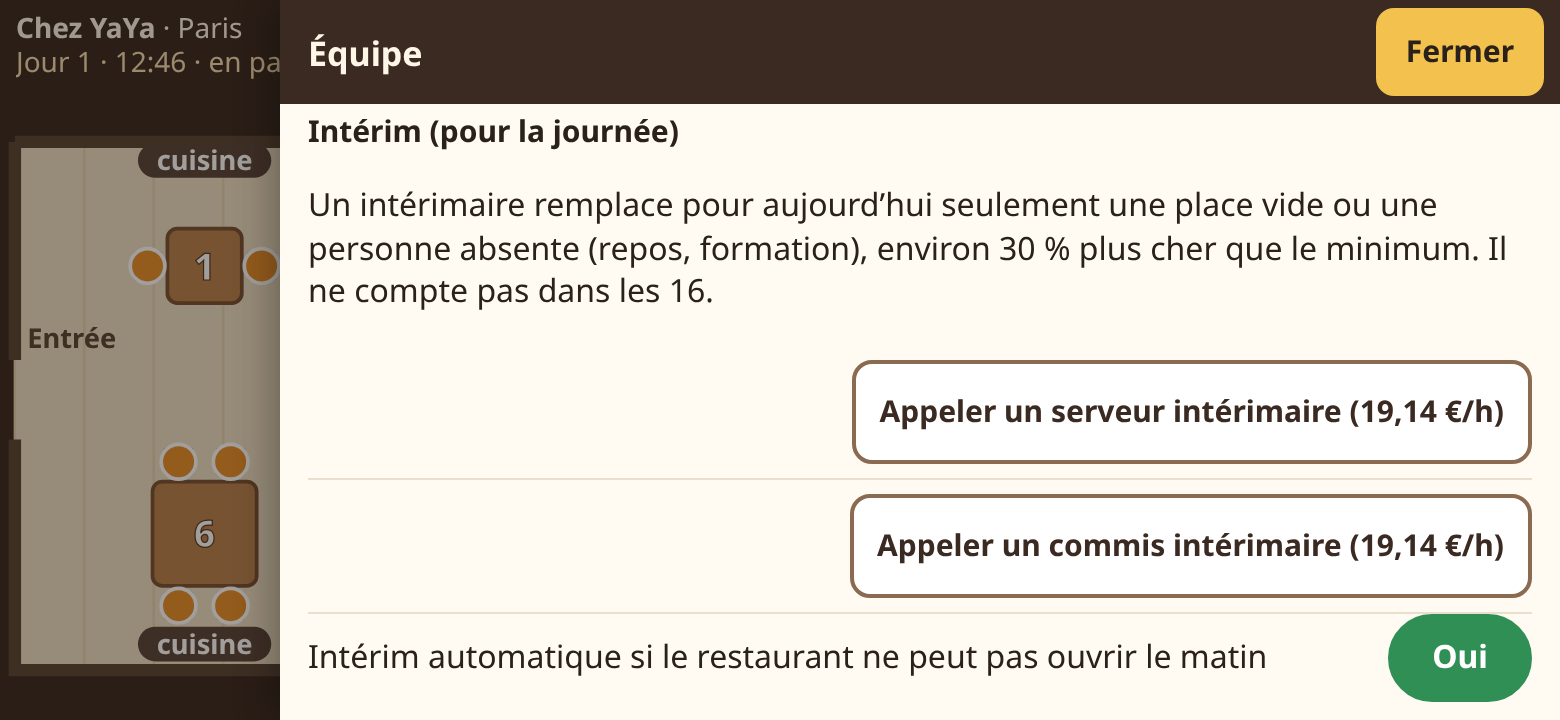 Chez YaYa · Paris
Jour 1 · 12:46 · en pa
Équipe
Fermer
Intérim (pour la journée)
Un intérimaire remplace pour aujourd’hui seulement une place vide ou une
personne absente (repos, formation), environ 30 % plus cher que le minimum. Il
ne compte pas dans les 16.
Appeler un serveur intérimaire (19,14 €/h)
Appeler un commis intérimaire (19,14 €/h)
Intérim automatique si le restaurant ne peut pas ouvrir le matin
Oui
cuisine
1
Entrée
6
cuisine